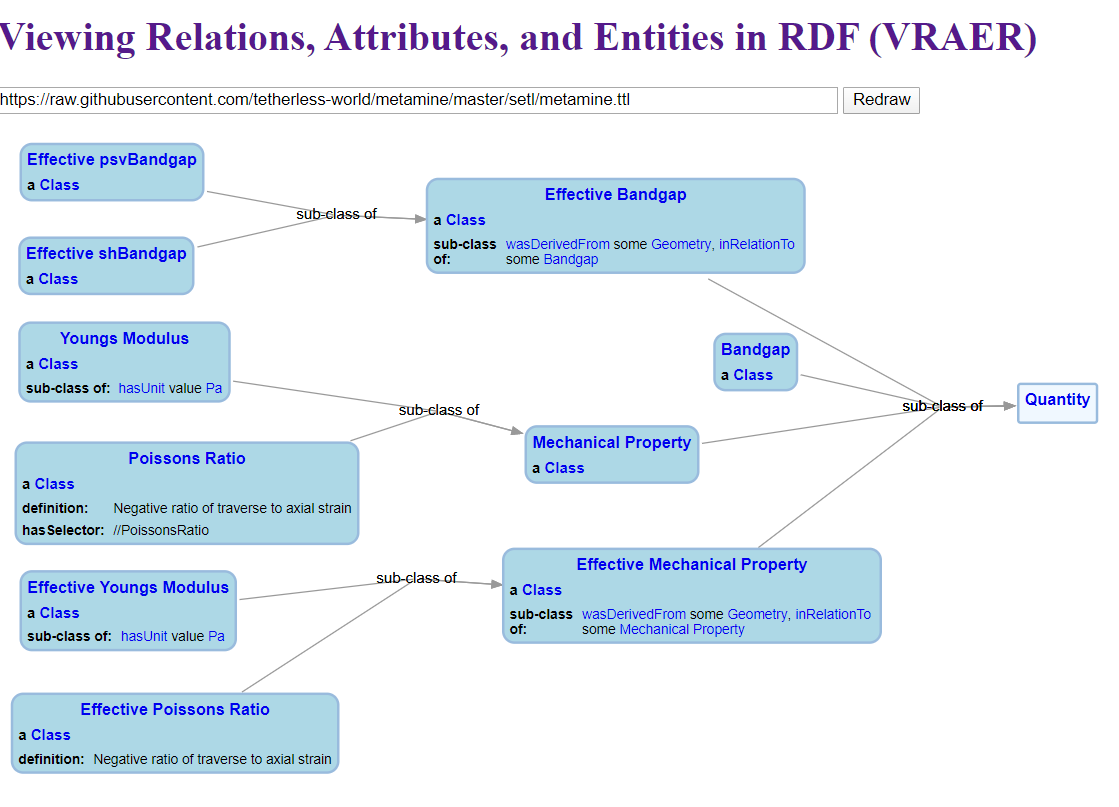 Viewing Relations, Attributes, and Entities in RDF (VRAER)
https://raw.githubusercontent.com/tetherless-world/metamine/master/setl/metamine.ttl Redraw
Effective psvBandgap
a Class
Effective shBandgap
a Class
sub-class of
Effective Bandgap
a Class
sub-class of: wasDerivedFrom some Geometry, inRelationTo
some Bandgap
Youngs Modulus
a Class
sub-class of: hasUnit value Pa
Poissons Ratio
a Class
definition: Negative ratio of traverse to axial strain
hasSelector: //PoissonsRatio
sub-class of
Bandgap
a Class
Mechanical Property
a Class
sub-class of
Quantity
Effective Youngs Modulus
a Class
sub-class of: hasUnit value Pa
Effective Poissons Ratio
a Class
definition: Negative ratio of traverse to axial strain
sub-class of
Effective Mechanical Property
a Class
sub-class of: wasDerivedFrom some Geometry, inRelationTo
some Mechanical Property